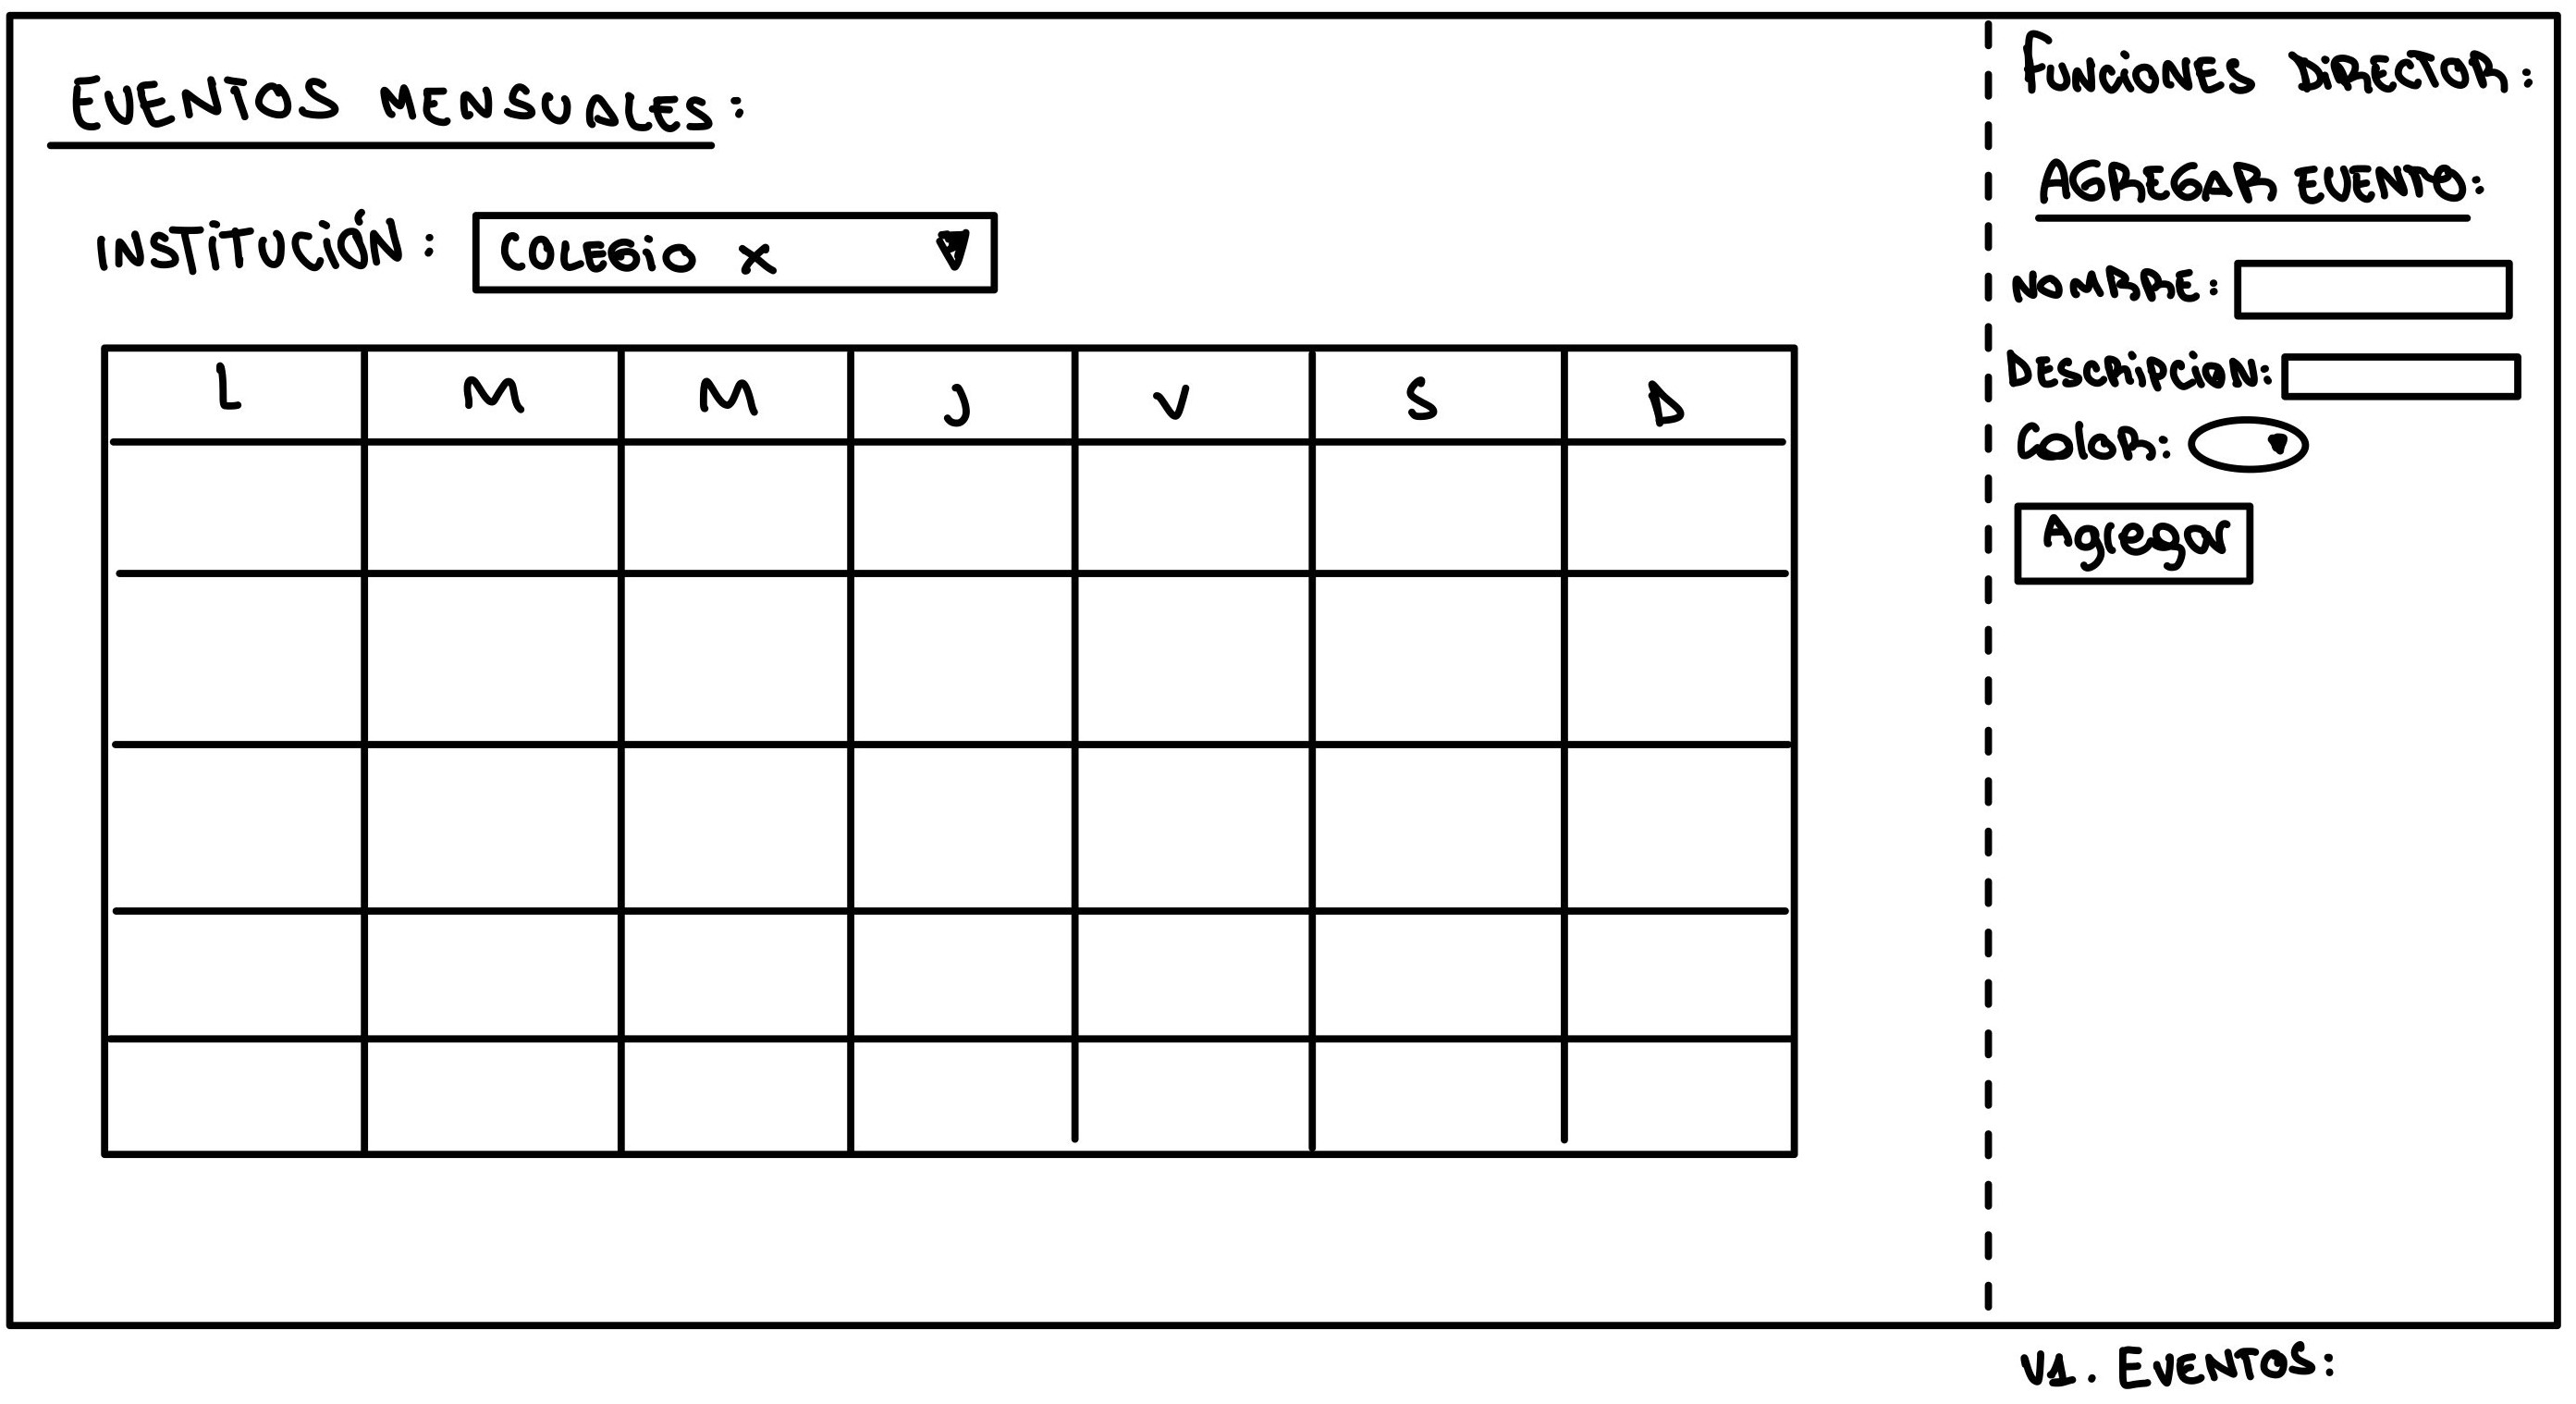 EVENTOS MENSUALES:
INSTITUCIÓN: COLEGIO X
L M M J V S D
FUNCIONES DIRECTOR:
AGREGAR EVENTO:
NOMBRE:
DESCRIPCION:
Color:
Agregar
V1. EVENTOS: